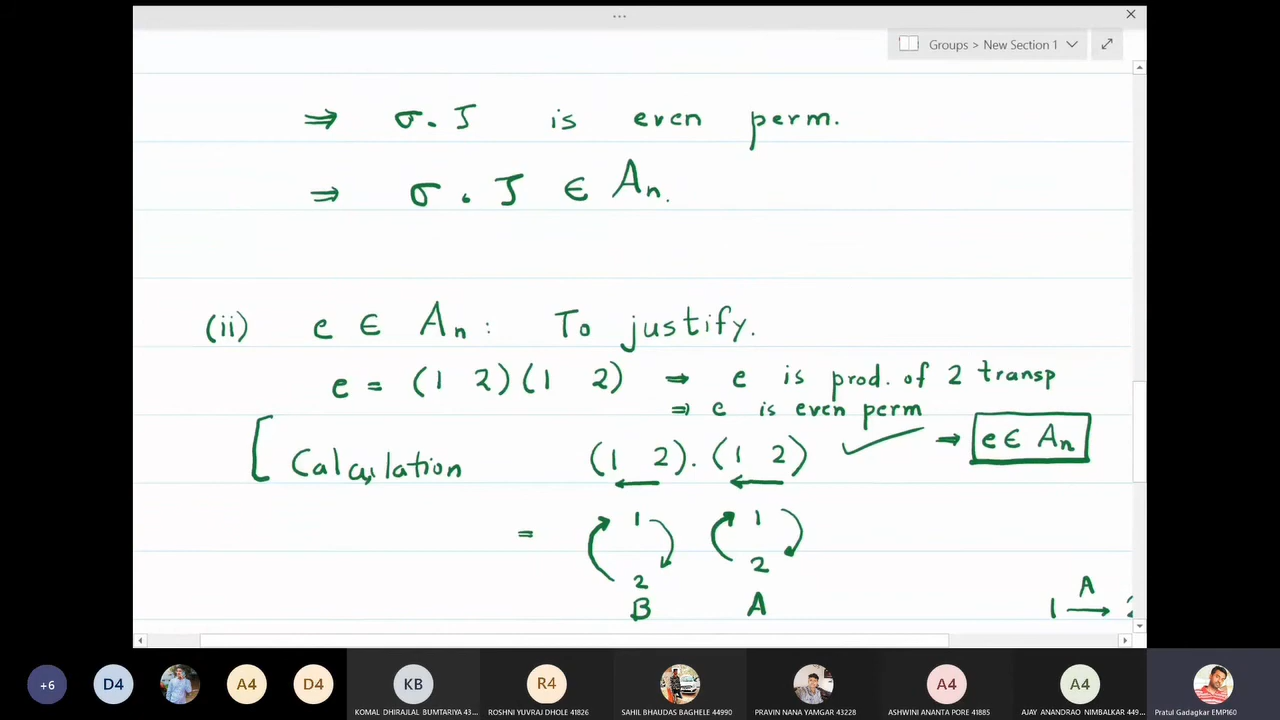 ...
Groups > New Section 1
⇒ σ. J is even perm.
⇒ σ . J ∈ An.
(ii) e ∈ An : To justify.
e = (1 2)(1 2) ⇒ e is prod. of 2 transp
⇒ e is even perm
[ Calculation (1 2).(1 2) ✓ ⇒ e ∈ An
= 1 1
2 2
B A
1 A→
+6 D4 A4 D4 KB R4 A4 A4
KOMAL DHIRAJLAL BUMTARIYA 43... ROSHNI YUVRAJ DHOLE 41826 SAHIL BHAUDAS BAGHELE 44990 PRAVIN NANA YAMGAR 43228 ASHWINI ANANTA PORE 41885 AJAY ANANDRAO NIMBALKAR 449... Pratul Gadagkar EMP160